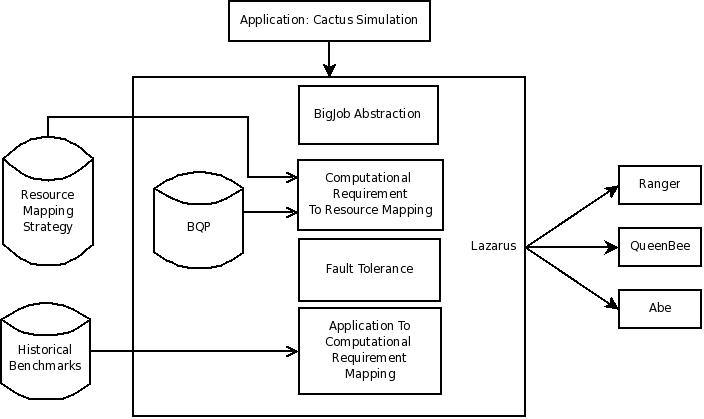 Application: Cactus Simulation
BigJob Abstraction
Resource
Mapping
Strategy
BQP
Computational
Requirement
To Resource Mapping
Fault Tolerance
Lazarus
Ranger
QueenBee
Abe
Historical
Benchmarks
Application To
Computational
Requirement
Mapping